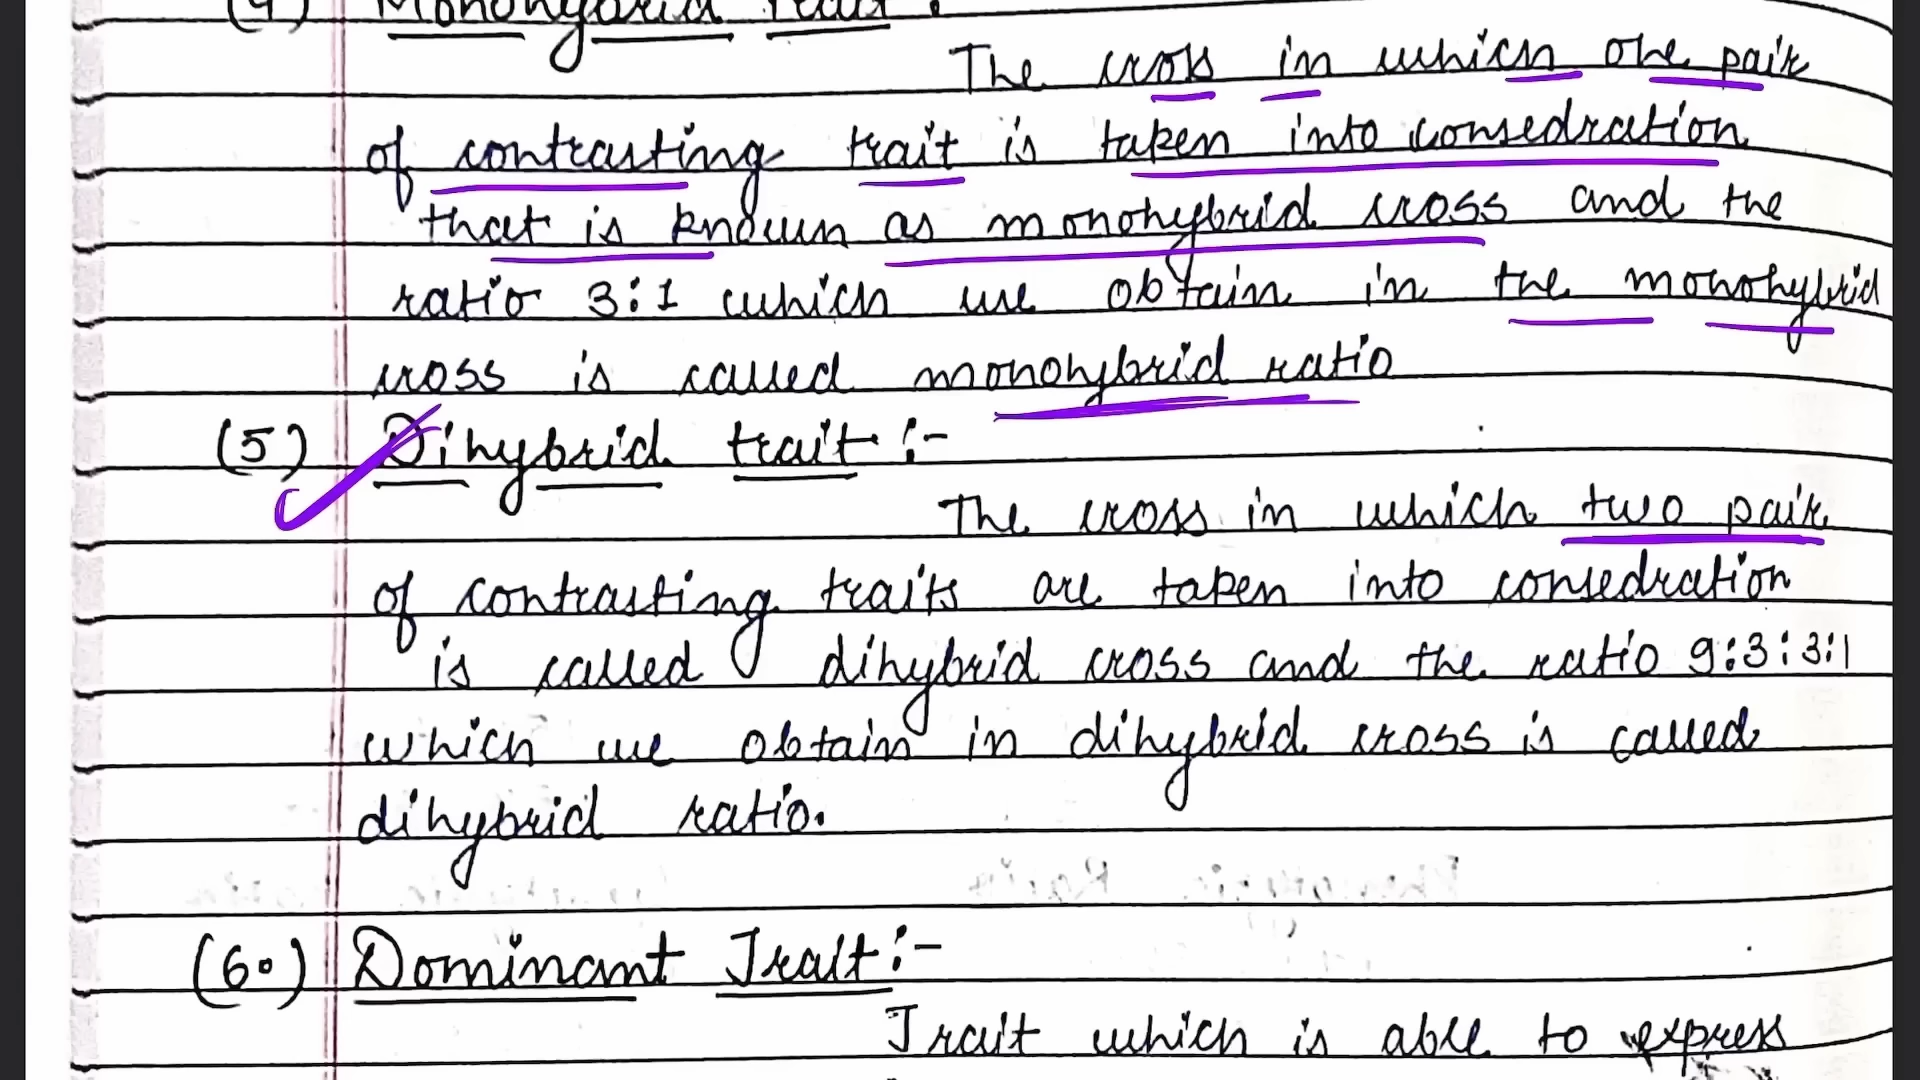 (4) Monohybrid trait :
The cross in which one pair
of contrasting trait is taken into consedration
that is known as monohybrid cross and the
ratio 3:1 which we obtain in the monohybrid
cross is called monohybrid ratio
(5) Dihybrid trait :-
The cross in which two pair
of contrasting traits are taken into consedration
is called dihybrid cross and the ratio 9:3:3:1
which we obtain in dihybrid cross is called
dihybrid ratio.
(6.) Dominant Trait :-
Trait which is able to express